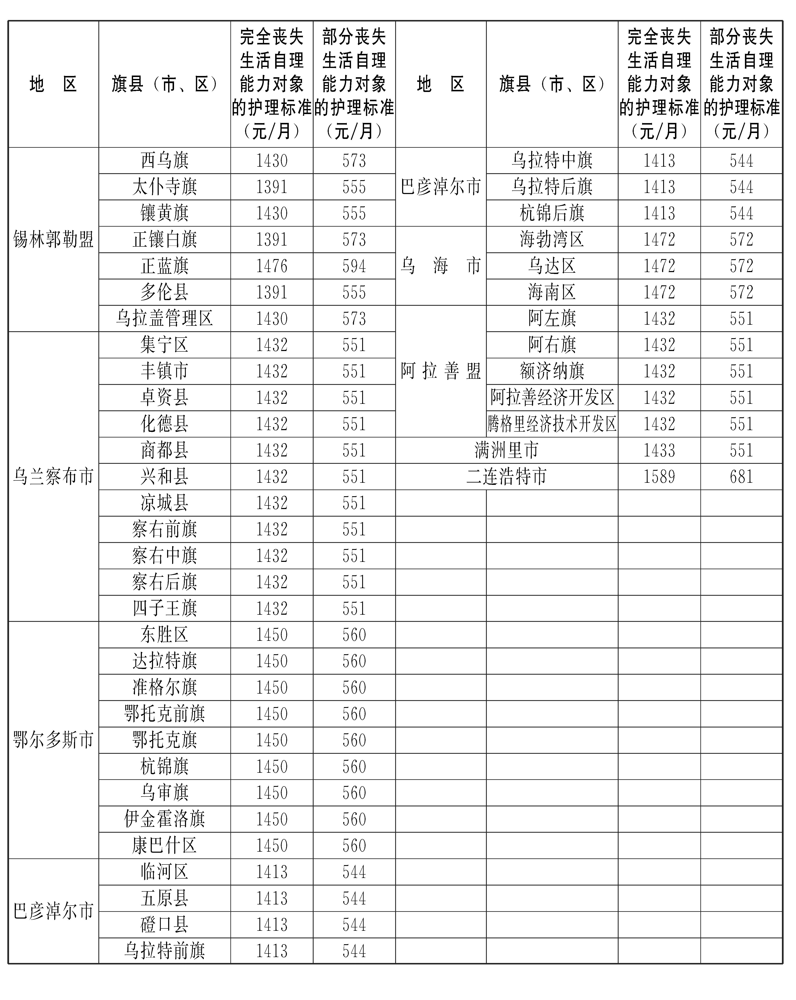 地 区 旗县（市、区） 完全丧失生活自理能力对象的护理标准（元/月） 部分丧失生活自理能力对象的护理标准（元/月） 地 区 旗县（市、区） 完全丧失生活自理能力对象的护理标准（元/月） 部分丧失生活自理能力对象的护理标准（元/月）
锡林郭勒盟 西乌旗 1430 573 巴彦淖尔市 乌拉特中旗 1413 544
太仆寺旗 1391 555 乌拉特后旗 1413 544
镶黄旗 1430 555 杭锦后旗 1413 544
正镶白旗 1391 573 乌 海 市 海勃湾区 1472 572
正蓝旗 1476 594 乌达区 1472 572
多伦县 1391 555 海南区 1472 572
乌拉盖管理区 1430 573 阿拉善盟 阿左旗 1432 551
乌兰察布市 集宁区 1432 551 阿右旗 1432 551
丰镇市 1432 551 额济纳旗 1432 551
卓资县 1432 551 阿拉善经济开发区 1432 551
化德县 1432 551 腾格里经济技术开发区 1432 551
商都县 1432 551 满洲里市 1433 551
兴和县 1432 551 二连浩特市 1589 681
凉城县 1432 551
察右前旗 1432 551
察右中旗 1432 551
察右后旗 1432 551
四子王旗 1432 551
鄂尔多斯市 东胜区 1450 560
达拉特旗 1450 560
准格尔旗 1450 560
鄂托克前旗 1450 560
鄂托克旗 1450 560
杭锦旗 1450 560
乌审旗 1450 560
伊金霍洛旗 1450 560
康巴什区 1450 560
巴彦淖尔市 临河区 1413 544
五原县 1413 544
磴口县 1413 544
乌拉特前旗 1413 544